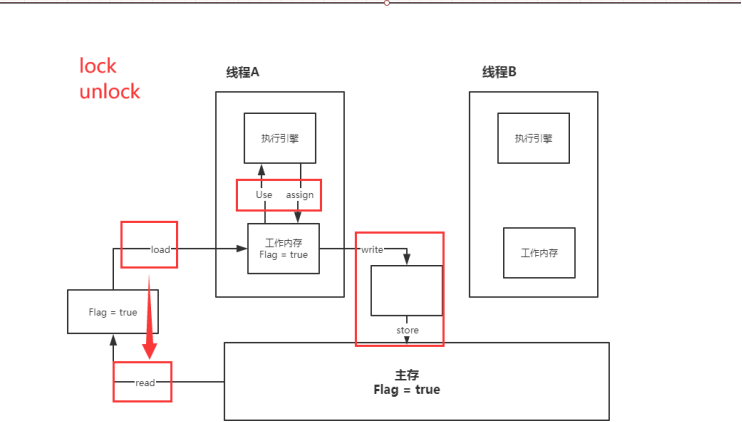 lock
unlock
线程A
线程B
执行引擎
执行引擎
Use
assign
工作内存
Flag = true
工作内存
load
write
Flag = true
store
read
主存
Flag = true